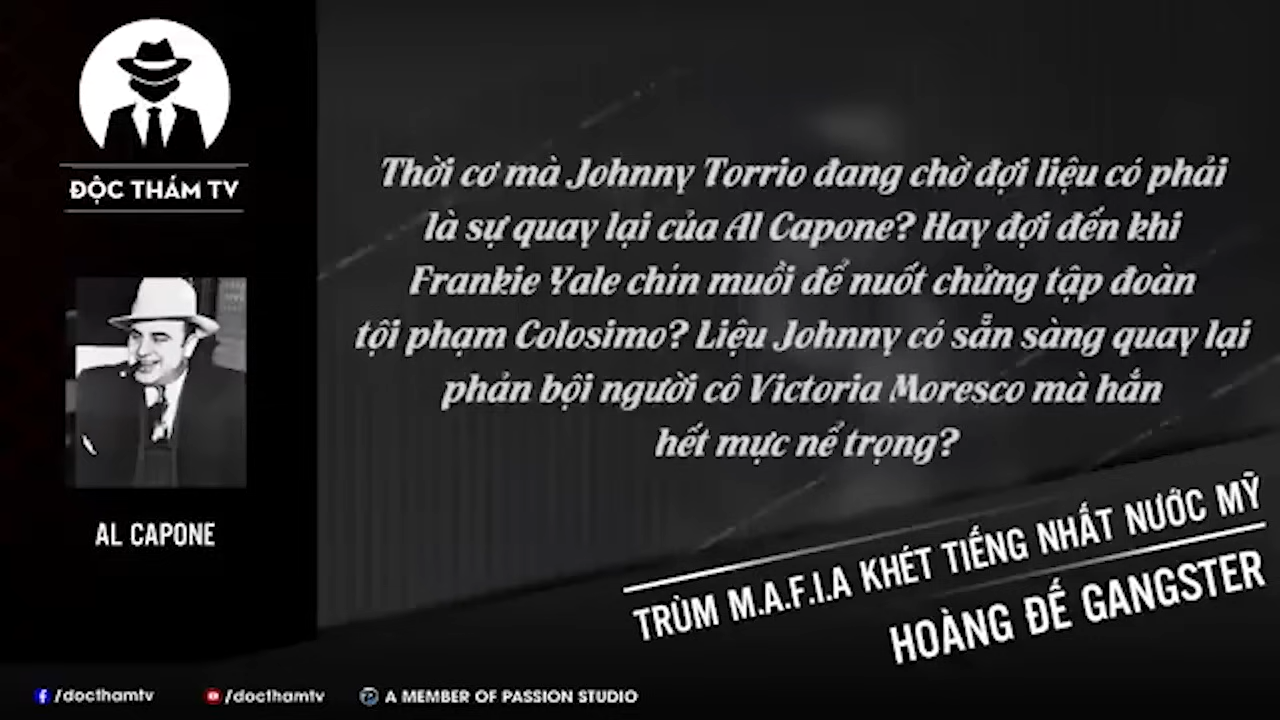 ĐỘC THÁM TV
AL CAPONE
Thời cơ mà Johnny Torrio đang chờ đợi liệu có phải
là sự quay lại của Al Capone? Hay đợi đến khi
Frankie Yale chín muồi để nuốt chửng tập đoàn
tội phạm Colosimo? Liệu Johnny có sẵn sàng quay lại
phản bội người cô Victoria Moresco mà hắn
hết mực nể trọng?
TRÙM M.A.F.I.A KHÉT TIẾNG NHẤT NƯỚC MỸ
HOÀNG ĐẾ GANGSTER
/docthamtv
/docthamtv
A MEMBER OF PASSION STUDIO